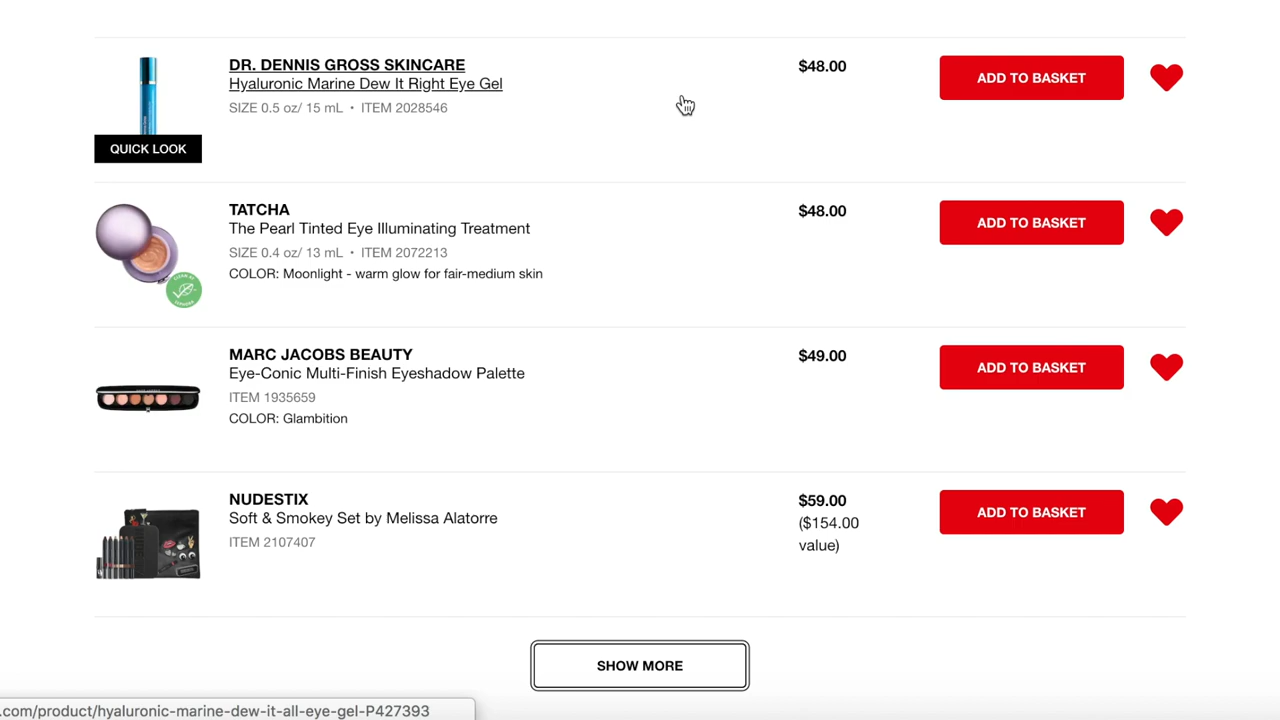 DR. DENNIS GROSS SKINCARE
Hyaluronic Marine Dew It Right Eye Gel
SIZE 0.5 oz/ 15 mL • ITEM 2028546
$48.00
ADD TO BASKET
QUICK LOOK
TATCHA
The Pearl Tinted Eye Illuminating Treatment
SIZE 0.4 oz/ 13 mL • ITEM 2072213
COLOR: Moonlight - warm glow for fair-medium skin
$48.00
ADD TO BASKET
MARC JACOBS BEAUTY
Eye-Conic Multi-Finish Eyeshadow Palette
ITEM 1935659
COLOR: Glambition
$49.00
ADD TO BASKET
NUDESTIX
Soft & Smokey Set by Melissa Alatorre
ITEM 2107407
$59.00
($154.00
value)
ADD TO BASKET
SHOW MORE
.com/product/hyaluronic-marine-dew-it-all-eye-gel-P427393